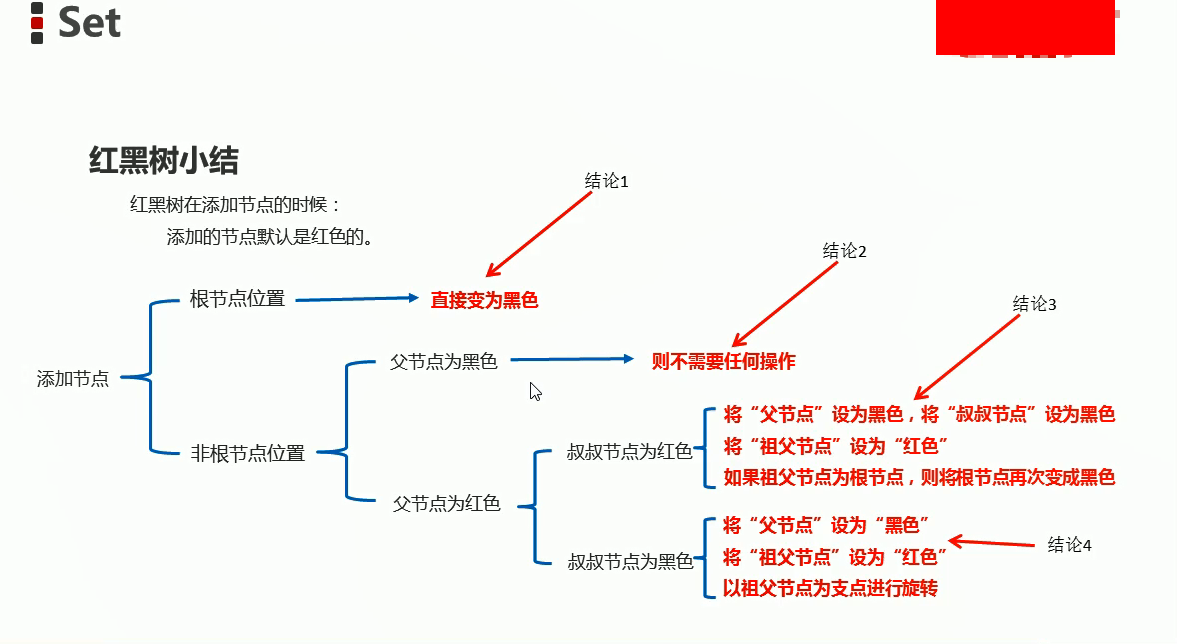 Set
红黑树小结
红黑树在添加节点的时候：
添加的节点默认是红色的。
结论1
结论2
结论3
根节点位置
直接变为黑色
父节点为黑色
则不需要任何操作
添加节点
将“父节点”设为黑色，将“叔叔节点”设为黑色
叔叔节点为红色
将“祖父节点”设为“红色”
非根节点位置
如果祖父节点为根节点，则将根节点再次变成黑色
父节点为红色
将“父节点”设为“黑色”
结论4
叔叔节点为黑色
将“祖父节点”设为“红色”
以祖父节点为支点进行旋转